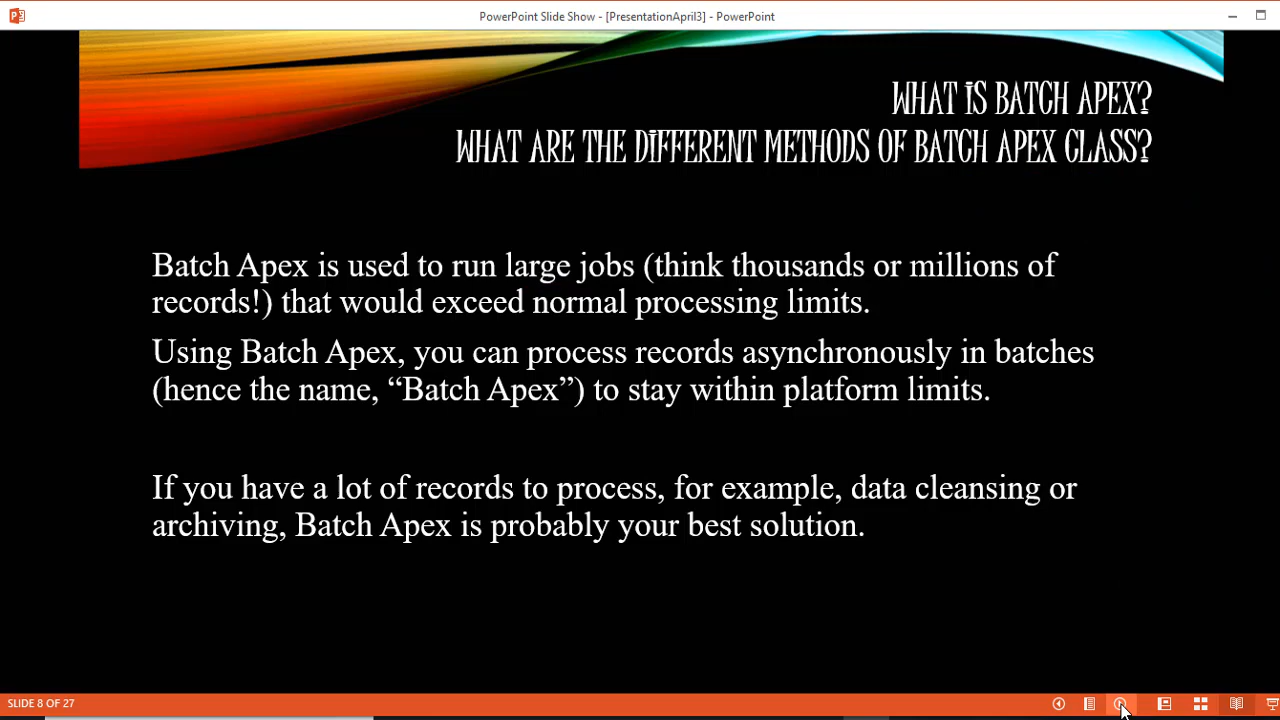 PowerPoint Slide Show - [PresentationApril3] - PowerPoint
WHAT IS BATCH APEX?
WHAT ARE THE DIFFERENT METHODS OF BATCH APEX CLASS?
Batch Apex is used to run large jobs (think thousands or millions of
records!) that would exceed normal processing limits.
Using Batch Apex, you can process records asynchronously in batches
(hence the name, “Batch Apex”) to stay within platform limits.
If you have a lot of records to process, for example, data cleansing or
archiving, Batch Apex is probably your best solution.
SLIDE 8 OF 27